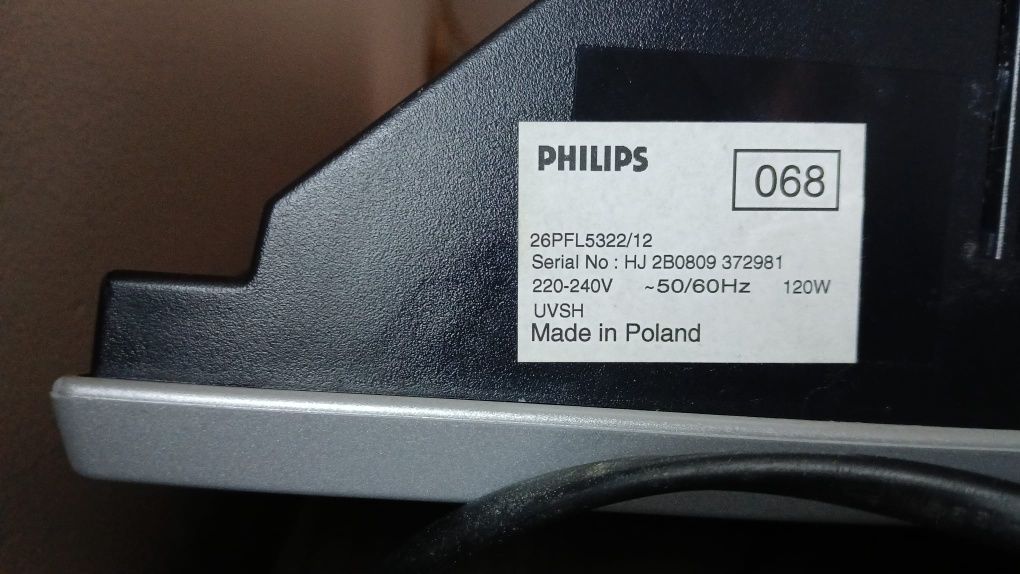 PHILIPS
068
26PFL5322/12
Serial No : HJ 2B0809 372981
220-240V ~50/60Hz 120W
UVSH
Made in Poland